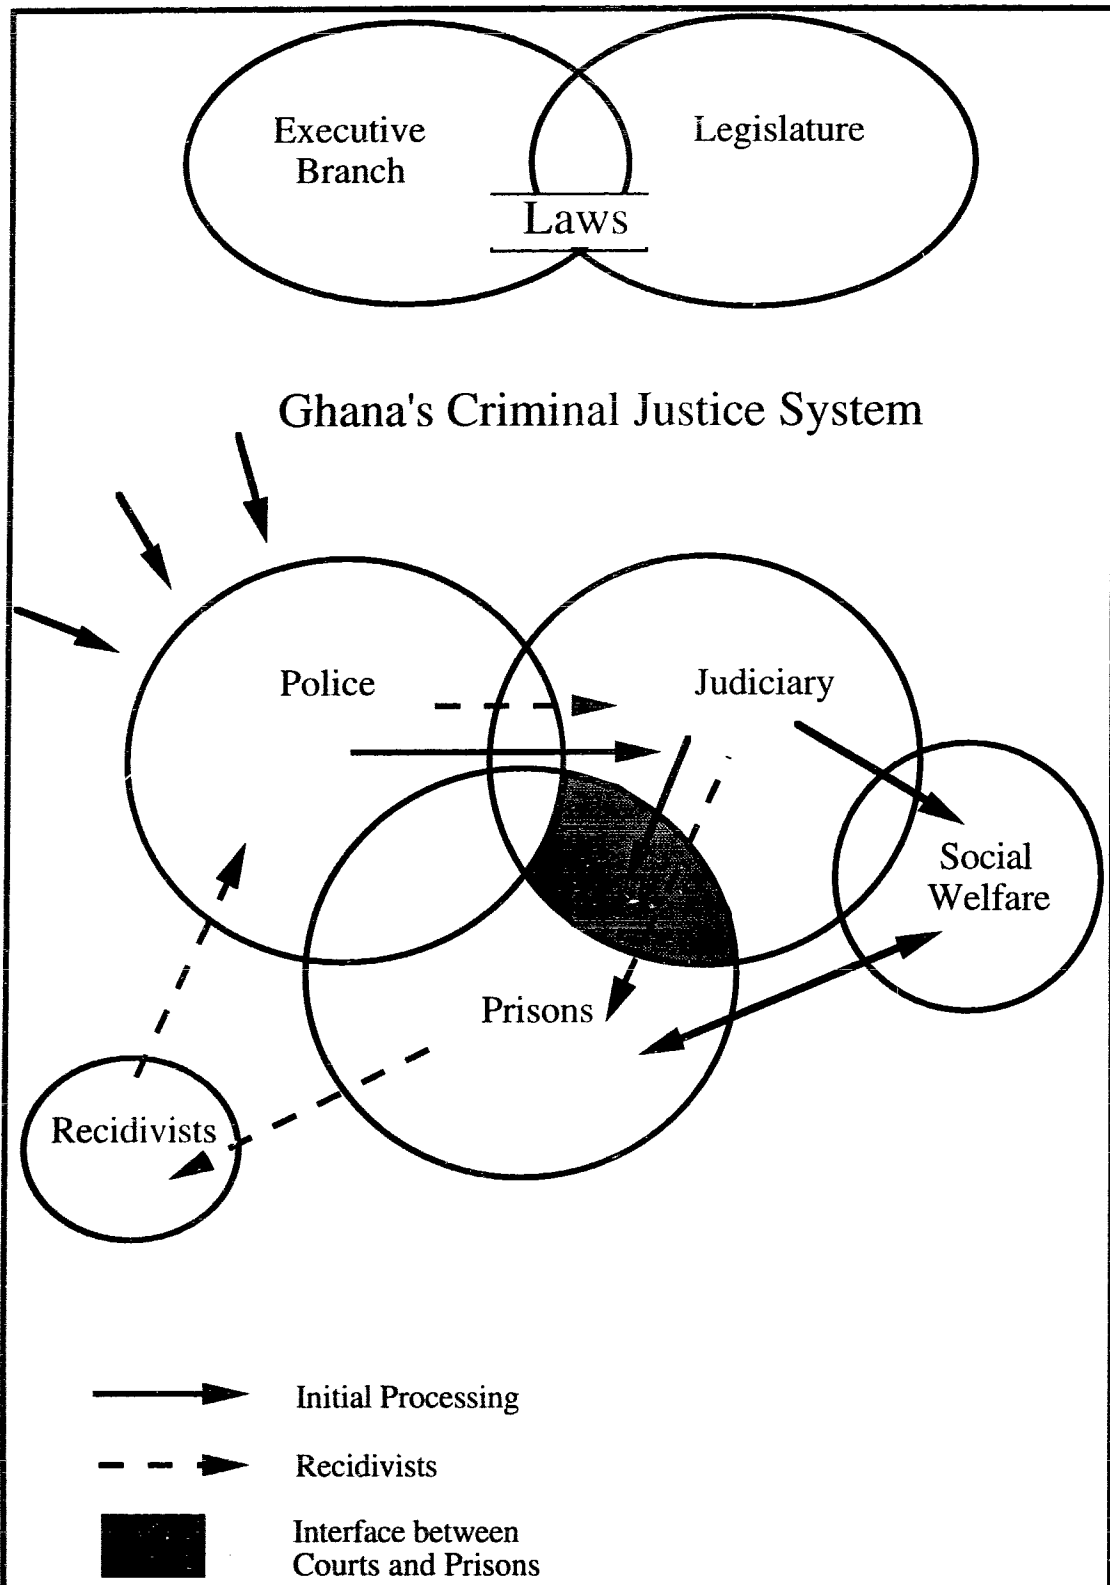 Executive
Branch
Legislature
Laws
Ghana's Criminal Justice System
Police
Judiciary
Social
Welfare
Prisons
Recidivists
Initial Processing
Recidivists
Interface between
Courts and Prisons